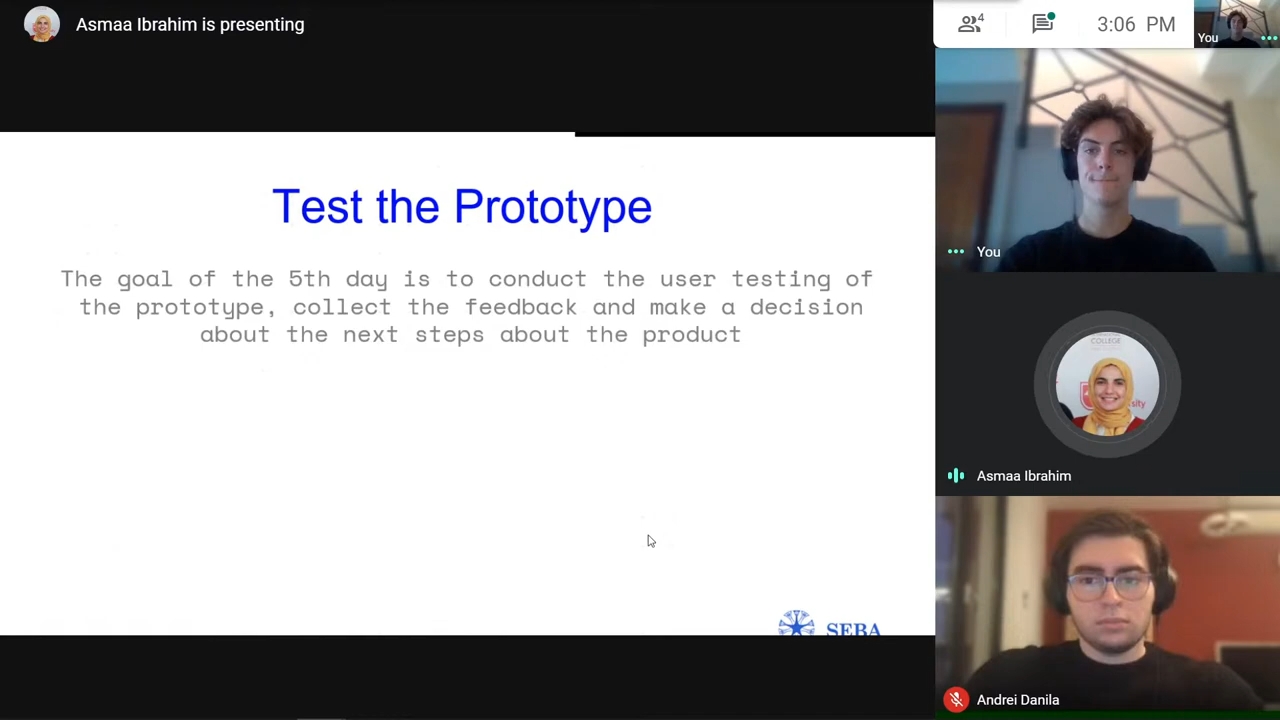 Asmaa Ibrahim is presenting
4
3:06 PM
You
Test the Prototype
The goal of the 5th day is to conduct the user testing of
the prototype, collect the feedback and make a decision
about the next steps about the product
SEBA
You
COLLEGE
Asmaa Ibrahim
Andrei Danila